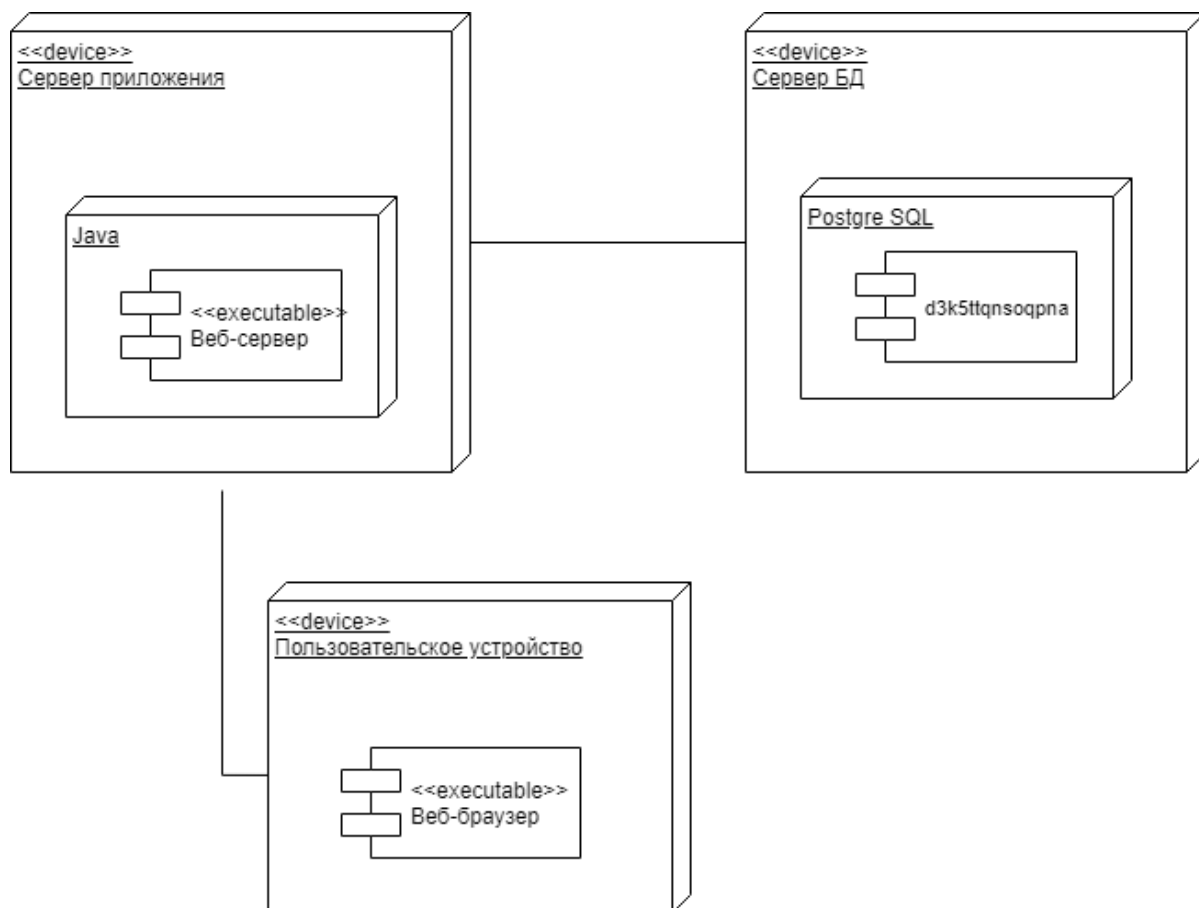 <<device>>
Сервер приложения
Java
<<executable>>
Веб-сервер
<<device>>
Сервер БД
Postgre SQL
d3k5ttqnsoqpna
<<device>>
Пользовательское устройство
<<executable>>
Веб-браузер